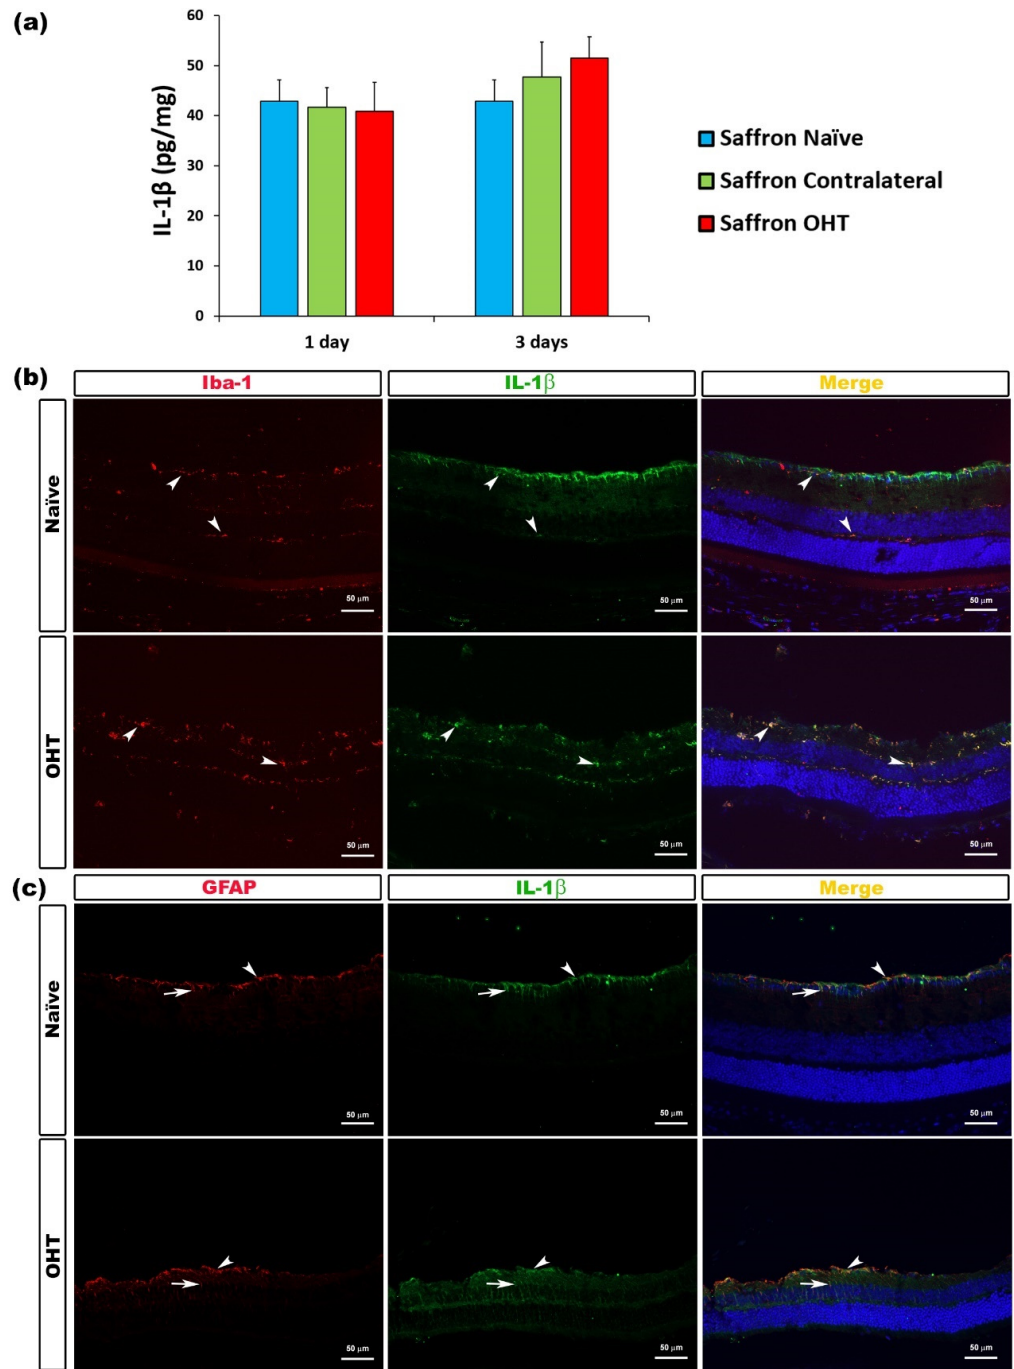 (a)
60
50
40
30
20
10
0
IL-1β (pg/mg)
1 day
3 days
Saffron Naïve
Saffron Contralateral
Saffron OHT
(b)
Iba-1
IL-1β
Merge
Naïve
50 µm
50 µm
50 µm
OHT
50 µm
50 µm
50 µm
(c)
GFAP
IL-1β
Merge
Naïve
50 µm
50 µm
50 µm
OHT
50 µm
50 µm
50 µm